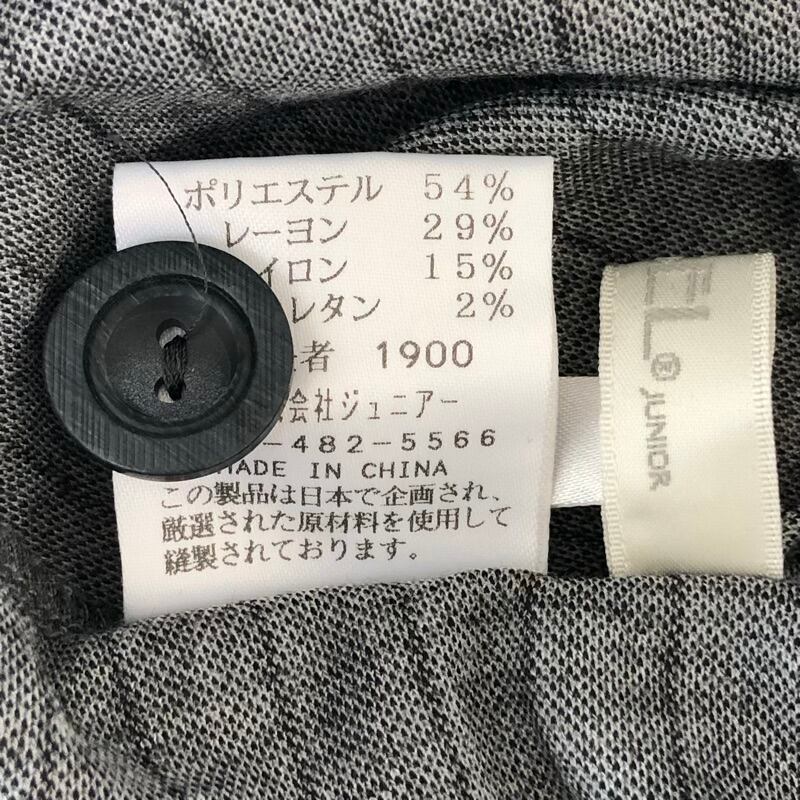 ポリエステル 54%
レーヨン 29%
イロン 15%
レタン 2%
者 1900
会社ジュニアー
-482-5566
MADE IN CHINA
この製品は日本で企画され、
厳選された原材料を使用して
縫製されております。
EL®
JUNIOR